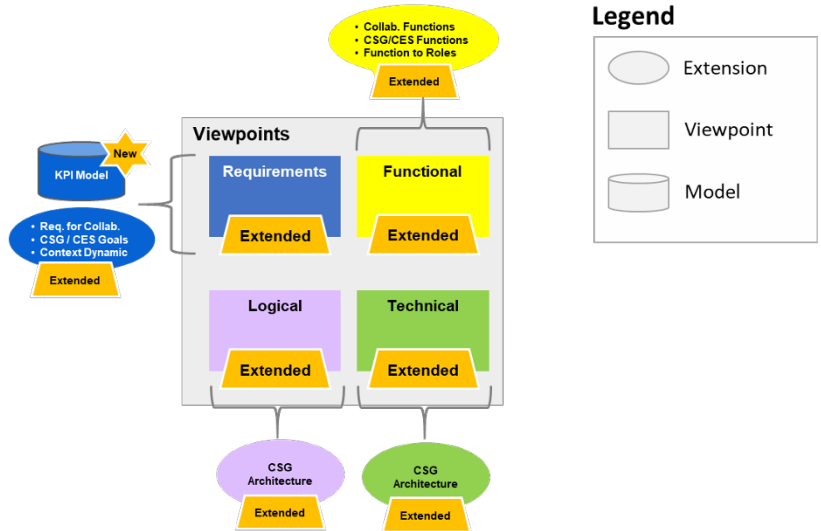 • Collab. Functions
• CSG/CES Functions
• Function to Roles
Extended
Legend
Extension
Viewpoint
Model
Viewpoints
New
KPI Model
Requirements
Functional
• Req. for Collab.
• CSG / CES Goals
• Context Dynamic
Extended
Extended
Extended
Logical
Technical
Extended
Extended
CSG
Architecture
Extended
CSG
Architecture
Extended